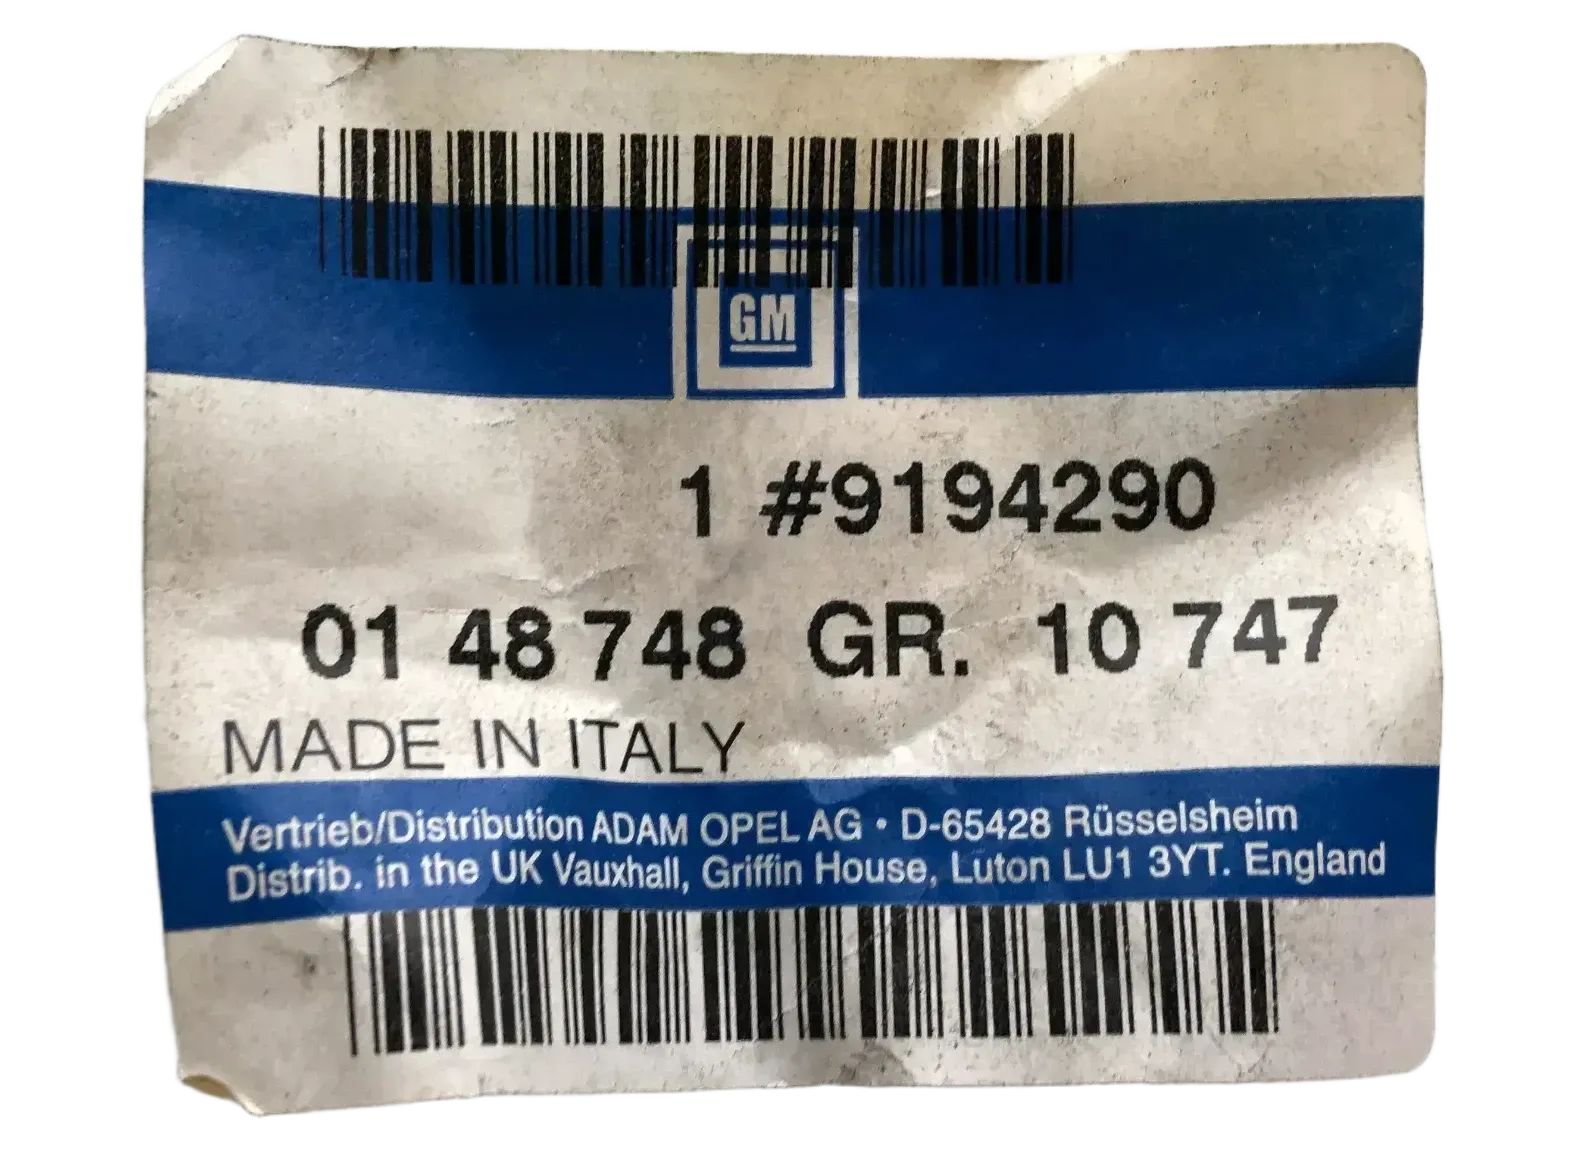 GM
1 #9194290
01 48 748 GR. 10 747
MADE IN ITALY
Vertrieb/Distribution ADAM OPEL AG • D-65428 Rüsselsheim
Distrib. in the UK Vauxhall, Griffin House, Luton LU1 3YT. England